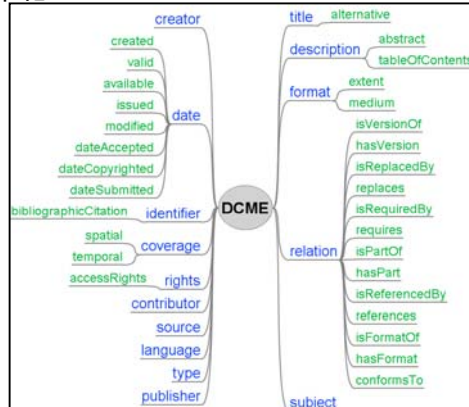 creator
created
valid
available
issued
modified
dateAccepted
dateCopyrighted
dateSubmitted
date
bibliographicCitation
identifier
spatial
temporal
coverage
accessRights
rights
contributor
source
language
type
publisher
DCME
title
alternative
description
abstract
tableOfContents
format
extent
medium
relation
isVersionOf
hasVersion
isReplacedBy
replaces
isRequiredBy
requires
isPartOf
hasPart
isReferencedBy
references
isFormatOf
hasFormat
conformsTo
subject